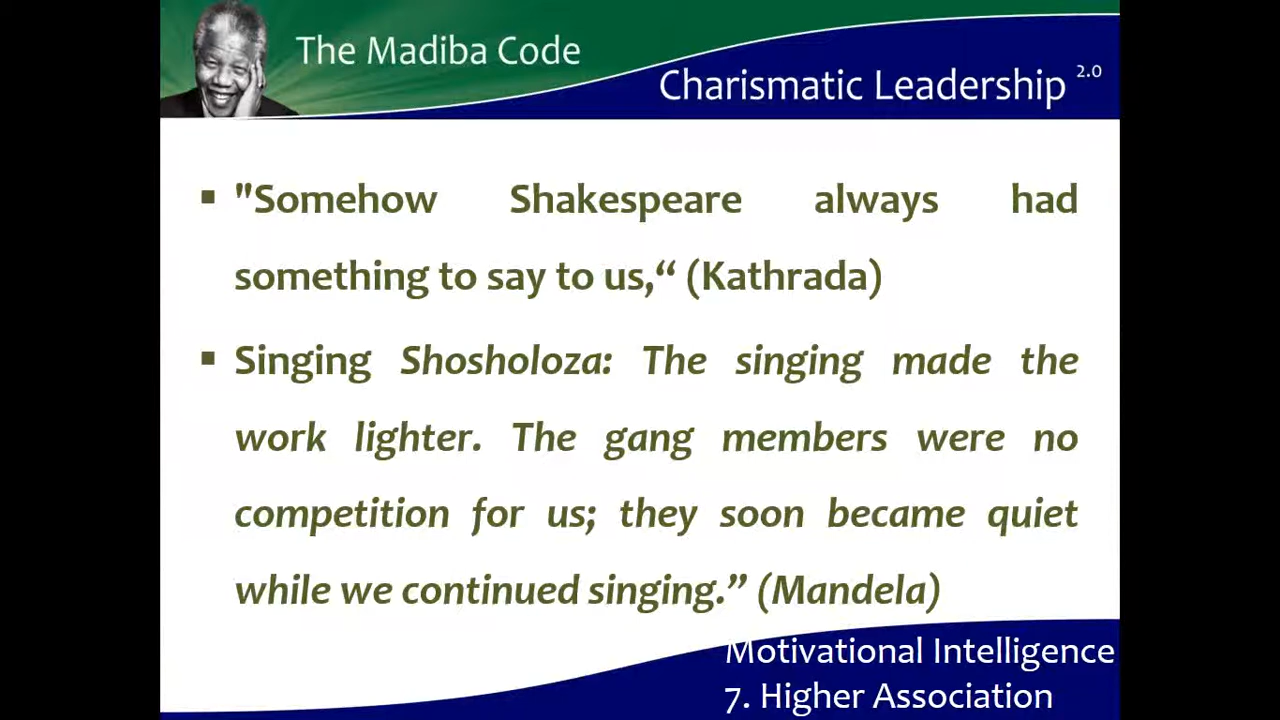 The Madiba Code
Charismatic Leadership 2.0
▪ "Somehow Shakespeare always had
something to say to us,“ (Kathrada)
▪ Singing Shosholoza: The singing made the
work lighter. The gang members were no
competition for us; they soon became quiet
while we continued singing.” (Mandela)
Motivational Intelligence
7. Higher Association